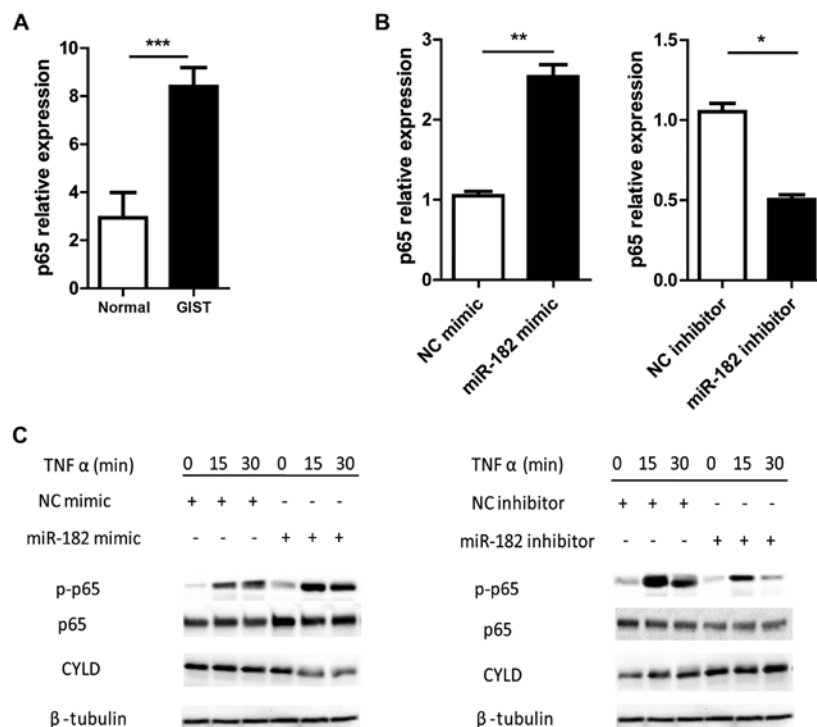 A
***
p65 relative expression
10
8
6
4
2
0
Normal GIST
B
**
p65 relative expression
3
2
1
0
NC mimic
miR-182 mimic
*
p65 relative expression
1.5
1.0
0.5
0.0
NC inhibitor
miR-182 inhibitor
C
TNF α (min) 0 15 30 0 15 30
NC mimic + + + - - -
miR-182 mimic - - - + + +
p-p65
p65
CYLD
β-tubulin
TNF α (min) 0 15 30 0 15 30
NC inhibitor + + + - - -
miR-182 inhibitor - - - + + +
p-p65
p65
CYLD
β-tubulin